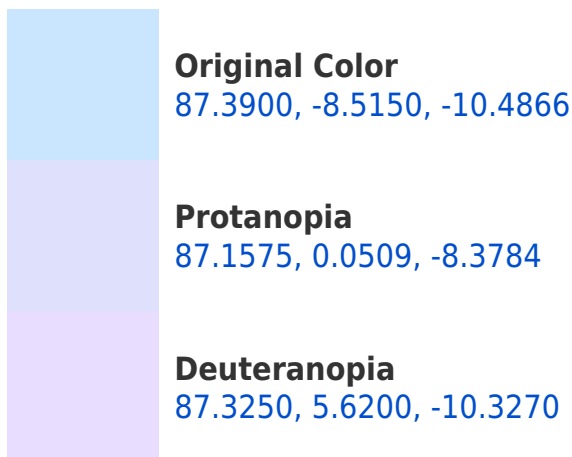 Original Color
87.3900, -8.5150, -10.4866
Protanopia
87.1575, 0.0509, -8.3784
Deuteranopia
87.3250, 5.6200, -10.3270